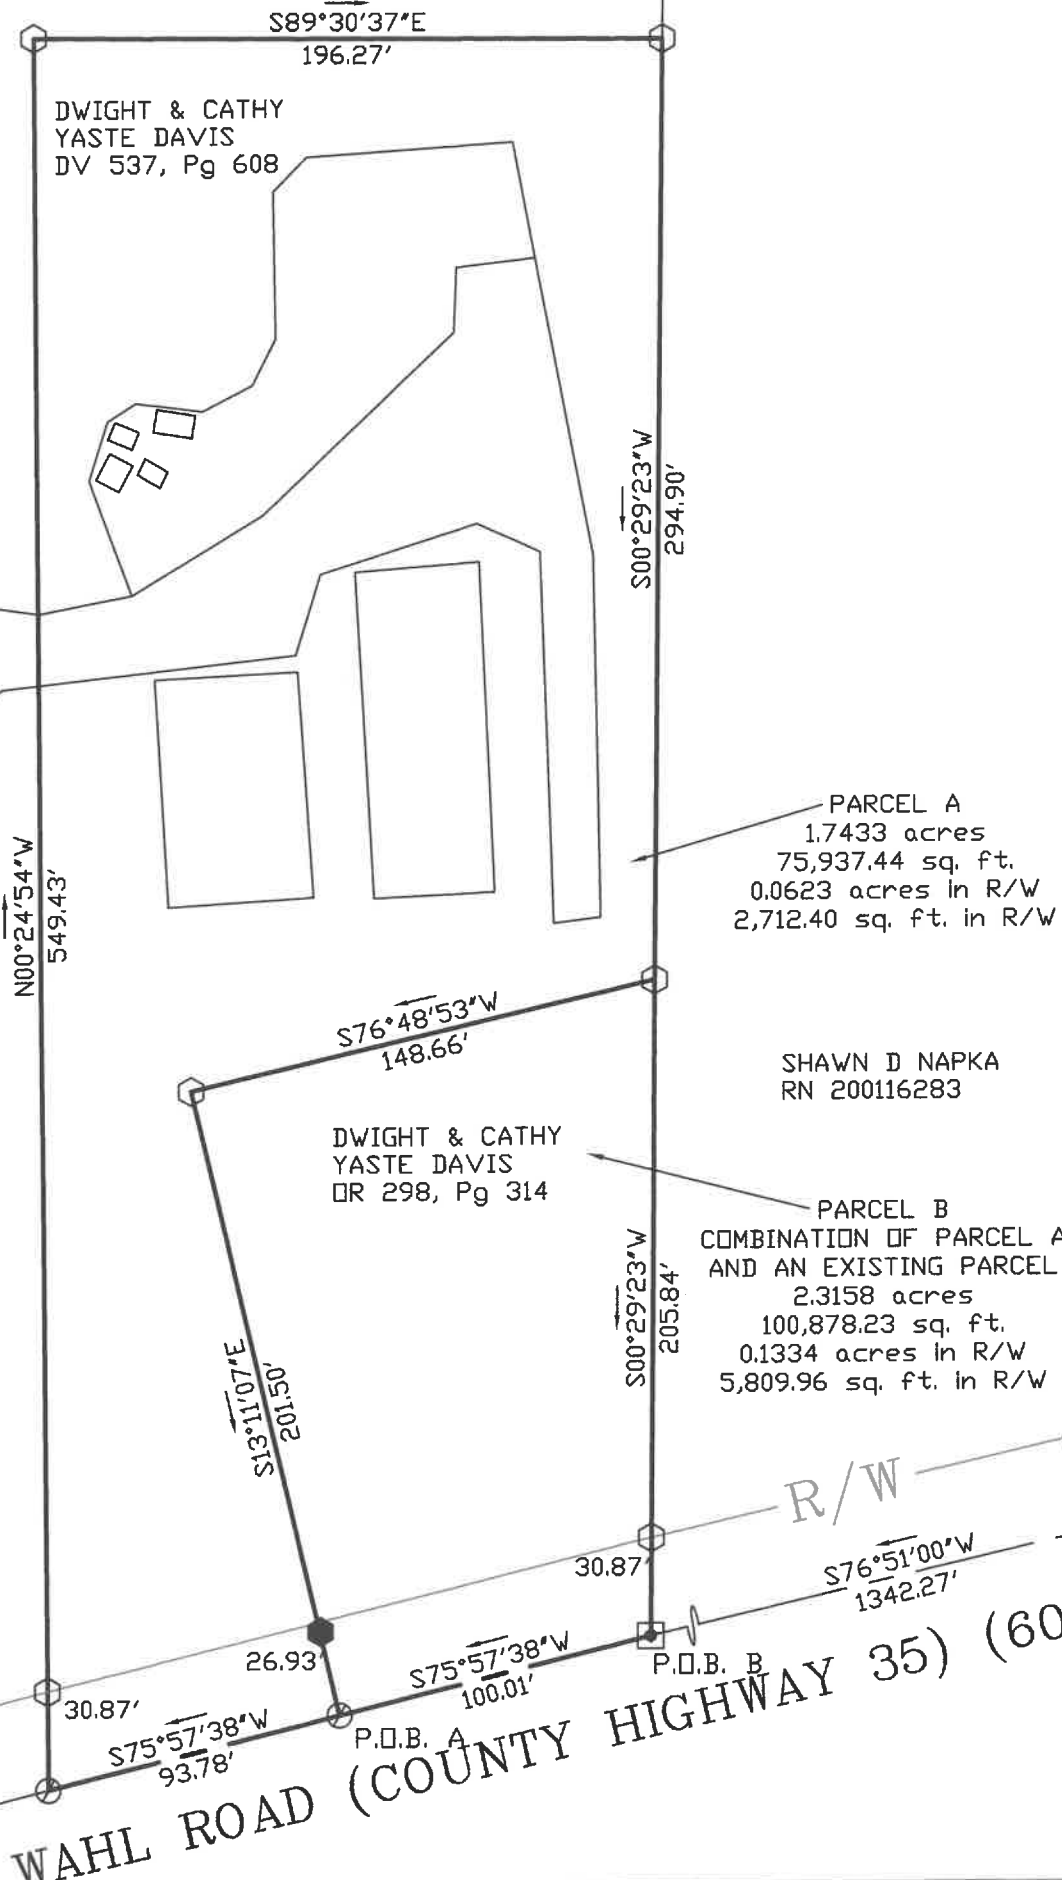 S89°30'37"E
196.27'
DWIGHT & CATHY
YASTE DAVIS
DV 537, Pg 608
S00°29'23"W
294.90'
N00°24'54"W
549.43'
PARCEL A
1.7433 acres
75,937.44 sq. ft.
0.0623 acres in R/W
2,712.40 sq. ft. in R/W
S76°48'53"W
148.66'
SHAWN D NAPKA
RN 200116283
DWIGHT & CATHY
YASTE DAVIS
OR 298, Pg 314
PARCEL B
COMBINATION OF PARCEL A
AND AN EXISTING PARCEL
2.3158 acres
100,878.23 sq. ft.
0.1334 acres in R/W
5,809.96 sq. ft. in R/W
S00°29'23"W
205.84'
S13°11'07"E
201.50'
R/W
30.87'
S76°51'00"W
1342.27'
26.93'
S75°57'38"W
100.01'
P.O.B. B
30.87'
S75°57'38"W
93.78'
P.O.B. A
WAHL ROAD (COUNTY HIGHWAY 35) (60